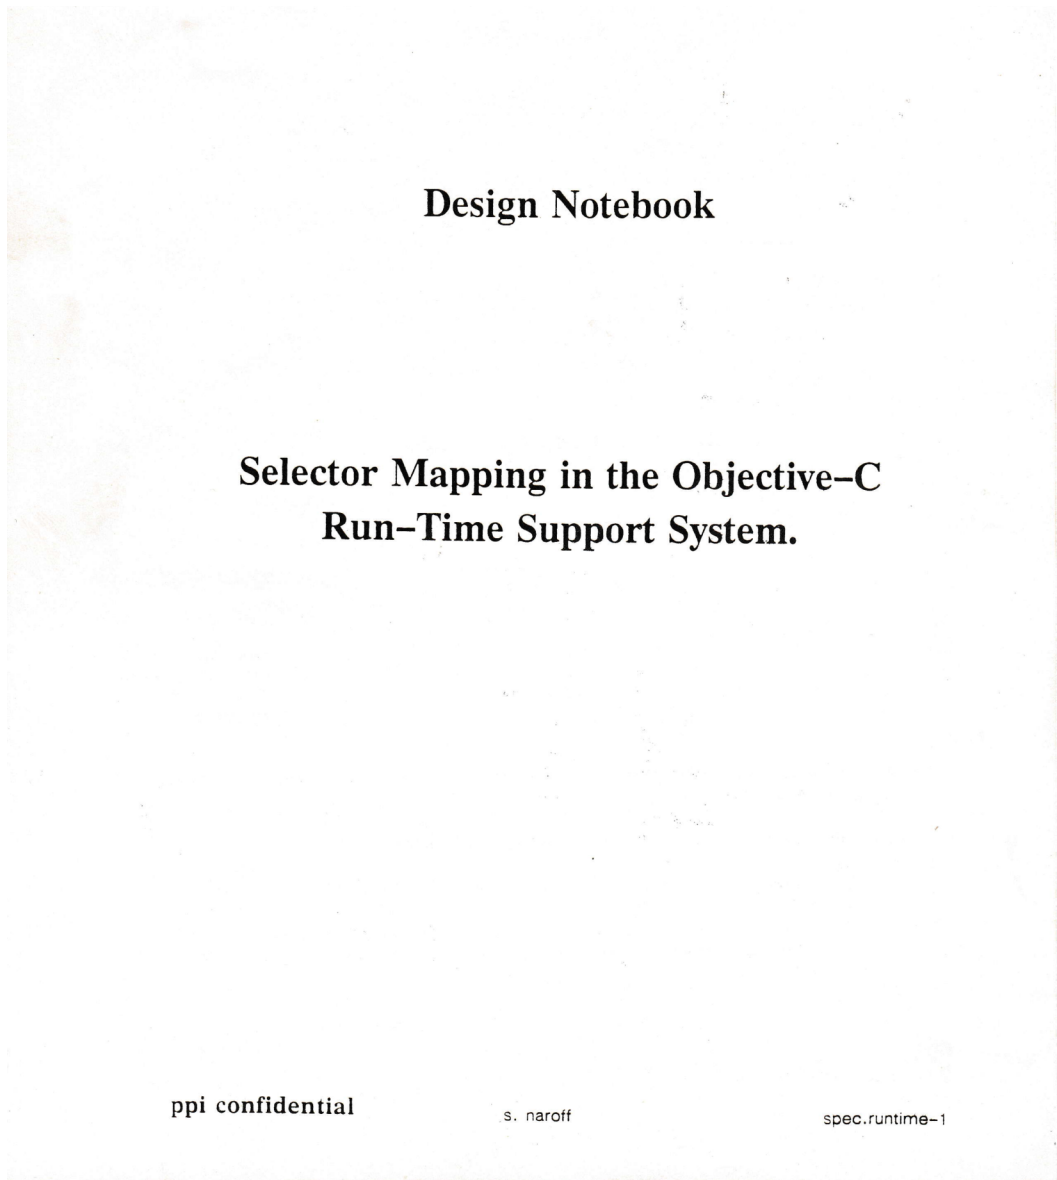 Design Notebook
Selector Mapping in the Objective–C
Run–Time Support System.
ppi confidential
s. naroff
spec.runtime–1